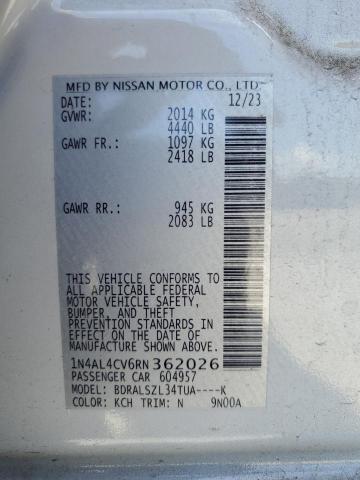 MFD BY NISSAN MOTOR CO., LTD.
DATE: 12/23
GVWR: 2014 KG
4440 LB
GAWR FR.: 1097 KG
2418 LB
GAWR RR.: 945 KG
2083 LB
THIS VEHICLE CONFORMS TO
ALL APPLICABLE FEDERAL
MOTOR VEHICLE SAFETY,
BUMPER, AND THEFT
PREVENTION STANDARDS IN
EFFECT ON THE DATE OF
MANUFACTURE SHOWN ABOVE.
1N4AL4CV6RN362026
PASSENGER CAR 604957
MODEL: BDRALSZL34TUA----K
COLOR: KCH TRIM: N 9N00A